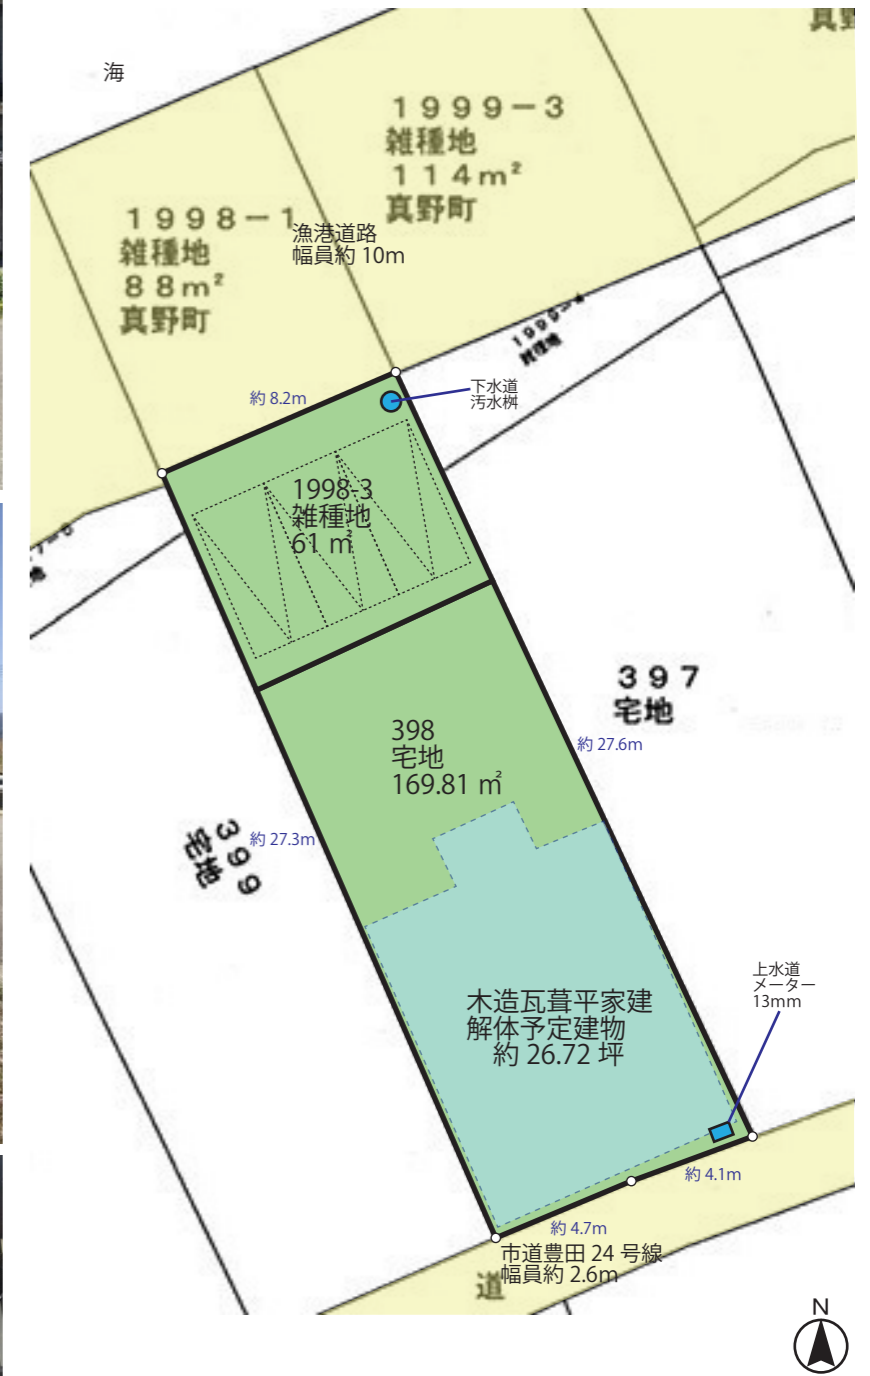 海
真野
1999-3
雑種地
114m²
真野町
1998-1
雑種地
88m²
真野町
漁港道路
幅員約 10m
雑種地
下水道
汚水桝
約 8.2m
1998-3
雑種地
61 ㎡
397
宅地
398
宅地
169.81 ㎡
約 27.6m
399
宅地
約 27.3m
上水道
メーター
13mm
木造瓦葺平家建
解体予定建物
約 26.72 坪
約 4.1m
約 4.7m
市道豊田 24 号線
幅員約 2.6m
道
N